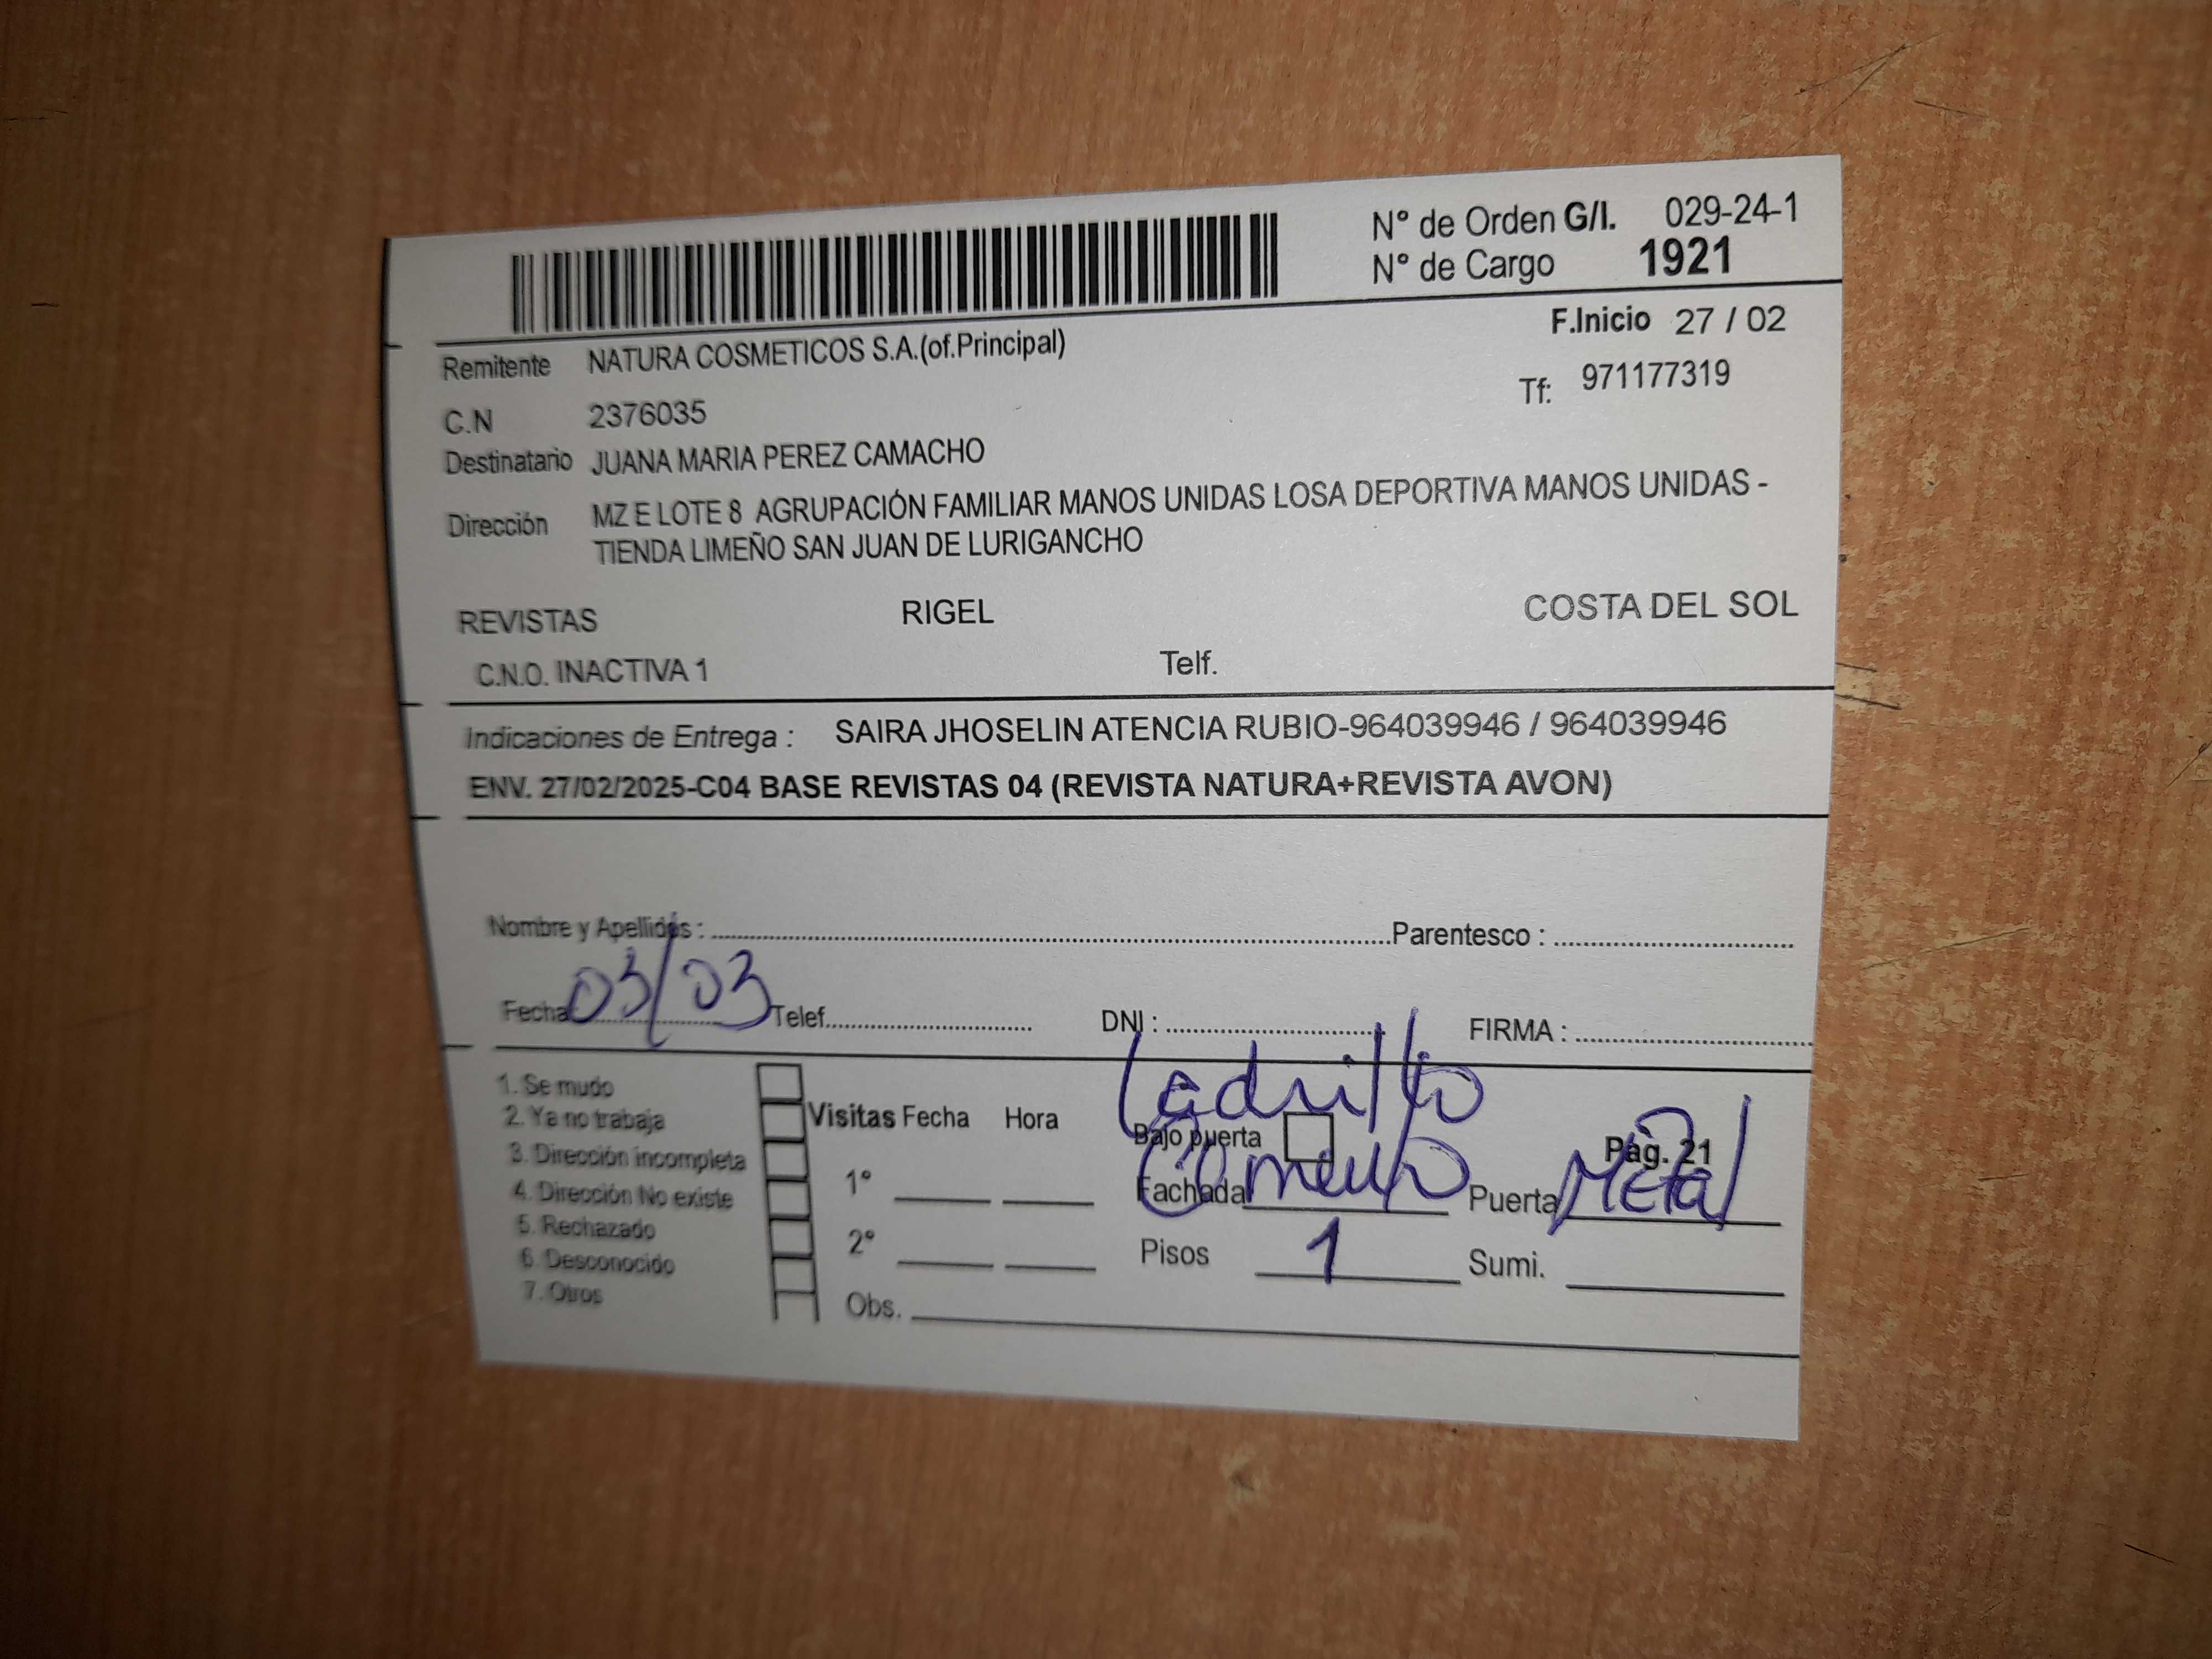 N° de Orden G/I. 029-24-1
N° de Cargo 1921
F.Inicio 27 / 02
Remitente NATURA COSMETICOS S.A.(of.Principal)
Tf: 971177319
C.N 2376035
Destinatario JUANA MARIA PEREZ CAMACHO
Dirección MZ E LOTE 8 AGRUPACIÓN FAMILIAR MANOS UNIDAS LOSA DEPORTIVA MANOS UNIDAS -
TIENDA LIMEÑO SAN JUAN DE LURIGANCHO
REVISTAS RIGEL COSTA DEL SOL
C.N.O. INACTIVA 1 Telf.
Indicaciones de Entrega : SAIRA JHOSELIN ATENCIA RUBIO-964039946 / 964039946
ENV. 27/02/2025-C04 BASE REVISTAS 04 (REVISTA NATURA+REVISTA AVON)
Nombre y Apellidos : Parentesco :
Fecha 03/03 Telef. DNI : FIRMA :
Ladrillo
1. Se mudo
2. Ya no trabaja
3. Dirección incompleta
4. Dirección No existe
5. Rechazado
6. Desconocido
7. Otros
Visitas Fecha Hora
1°
2°
Obs.
Bajo puerta Pág. 21
Fachada Puerta Metal
Pisos 1 Sumi.